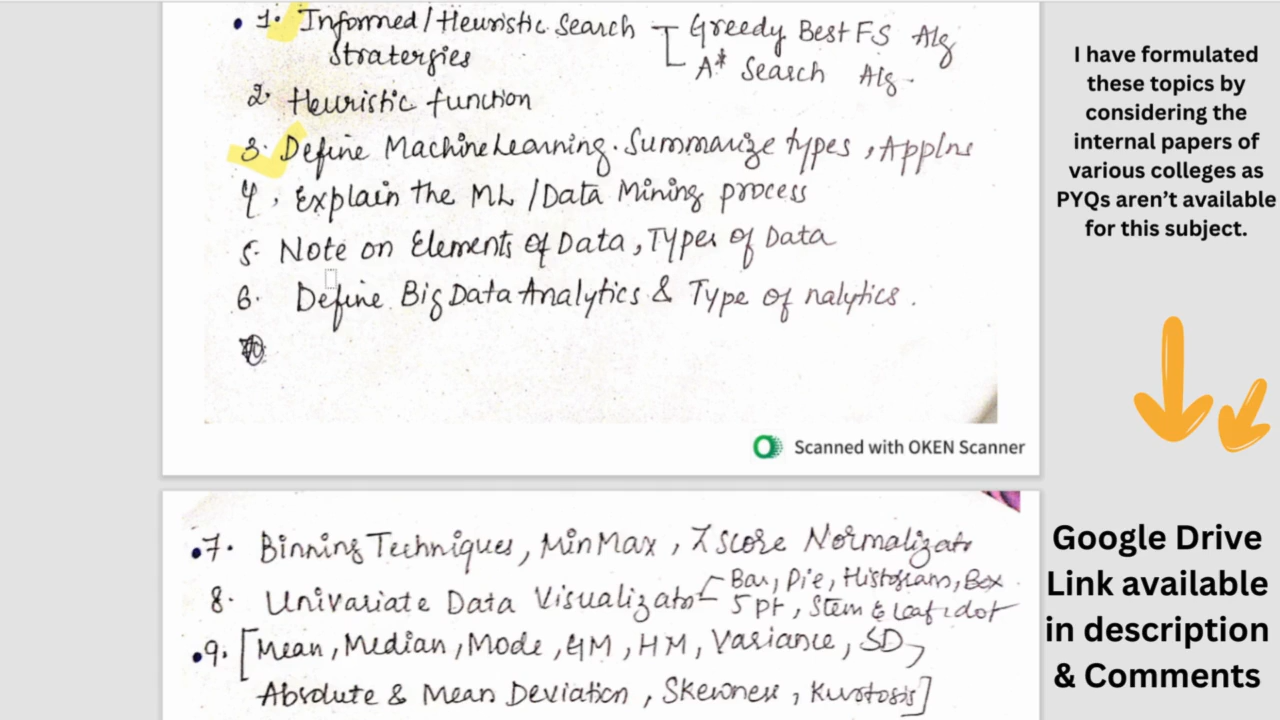 • 1. Informed/Heuristic Search
Stratergies
Greedy Best FS Alg
A* Search Alg.
2. Heuristic function
3. Define Machine Learning. Summarize types, Applns
4. Explain the ML/Data Mining process
5. Note on Elements of Data, Types of Data
6. Define Big Data Analytics & Type of nalytics.
Scanned with OKEN Scanner
• 7. Binning Techniques, Min Max, Z score Normalizatn
8. Univariate Data Visualizatn
Bar, Pie, Histogram, Box
5 pt, Stem & Leaf, dot
• 9. [Mean, Median, Mode, GM, HM, Variance, SD,
Absolute & Mean Deviation, Skewness, Kurtosis]
I have formulated
these topics by
considering the
internal papers of
various colleges as
PYQs aren’t available
for this subject.
Google Drive
Link available
in description
& Comments